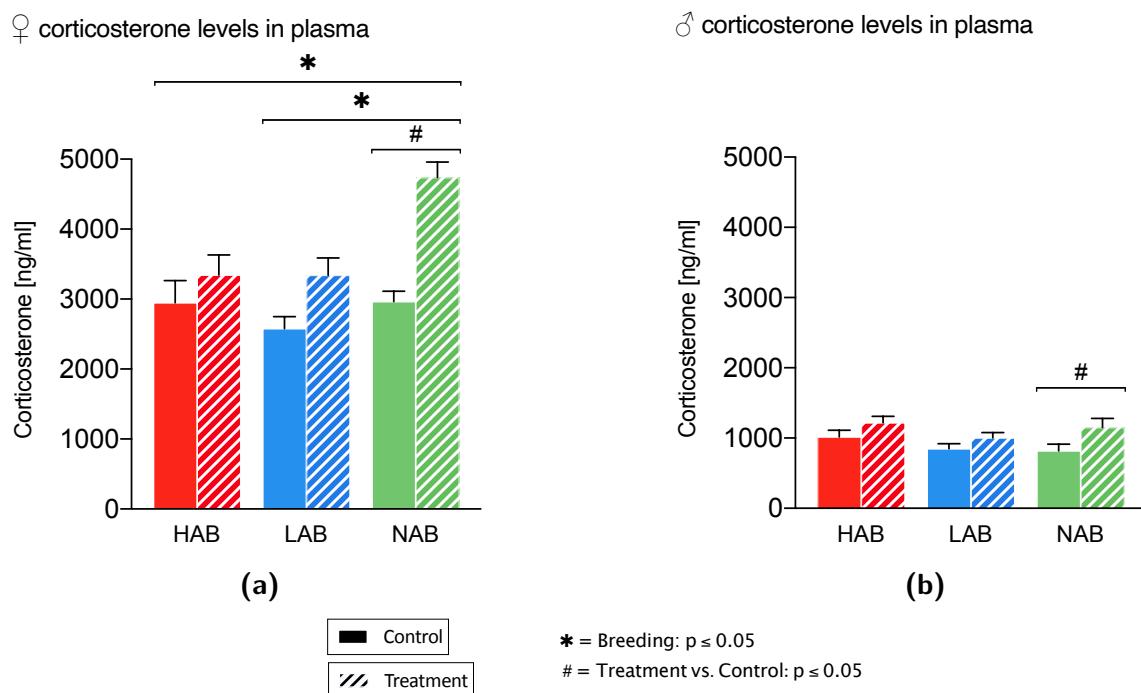 ♀ corticosterone levels in plasma
✱
✱
#
5000
4000
3000
2000
1000
0
Corticosterone [ng/ml]
HAB LAB NAB
(a)
♂ corticosterone levels in plasma
5000
4000
3000
2000
1000
0
Corticosterone [ng/ml]
#
HAB LAB NAB
(b)
Control
Treatment
✱ = Breeding: p ≤ 0.05
# = Treatment vs. Control: p ≤ 0.05